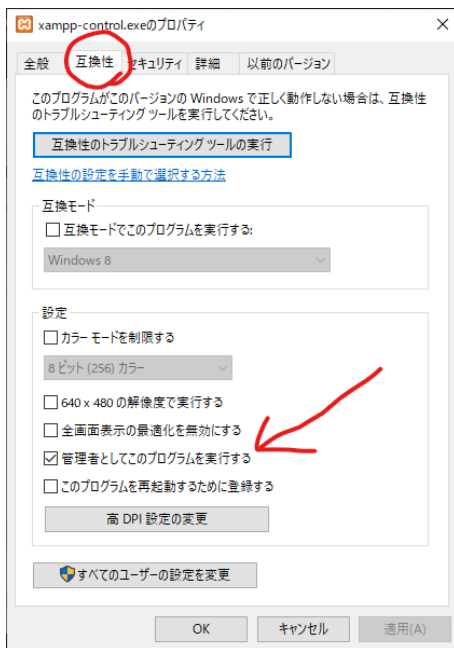 xampp-control.exeのプロパティ
全般
互換性
セキュリティ
詳細
以前のバージョン
このプログラムがこのバージョンの Windows で正しく動作しない場合は、互換性
のトラブルシューティング ツールを実行してください。
互換性のトラブルシューティング ツールの実行
互換性の設定を手動で選択する方法
互換モード
互換モードでこのプログラムを実行する:
Windows 8
設定
カラー モードを制限する
8 ビット (256) カラー
640 x 480 の解像度で実行する
全画面表示の最適化を無効にする
管理者としてこのプログラムを実行する
このプログラムを再起動するために登録する
高 DPI 設定の変更
すべてのユーザーの設定を変更
OK
キャンセル
適用(A)